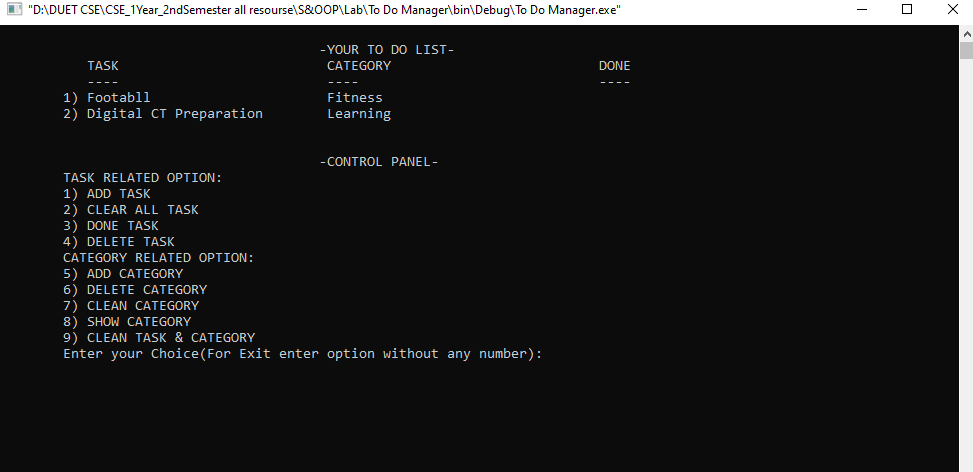 "D:\DUET CSE\CSE_1Year_2ndSemester all resourse\S&OOP\Lab\To Do Manager\bin\Debug\To Do Manager.exe"
-YOUR TO DO LIST-
TASK CATEGORY DONE
---- ---- ----
1) Footabll Fitness
2) Digital CT Preparation Learning
-CONTROL PANEL-
TASK RELATED OPTION:
1) ADD TASK
2) CLEAR ALL TASK
3) DONE TASK
4) DELETE TASK
CATEGORY RELATED OPTION:
5) ADD CATEGORY
6) DELETE CATEGORY
7) CLEAN CATEGORY
8) SHOW CATEGORY
9) CLEAN TASK & CATEGORY
Enter your Choice(For Exit enter option without any number):